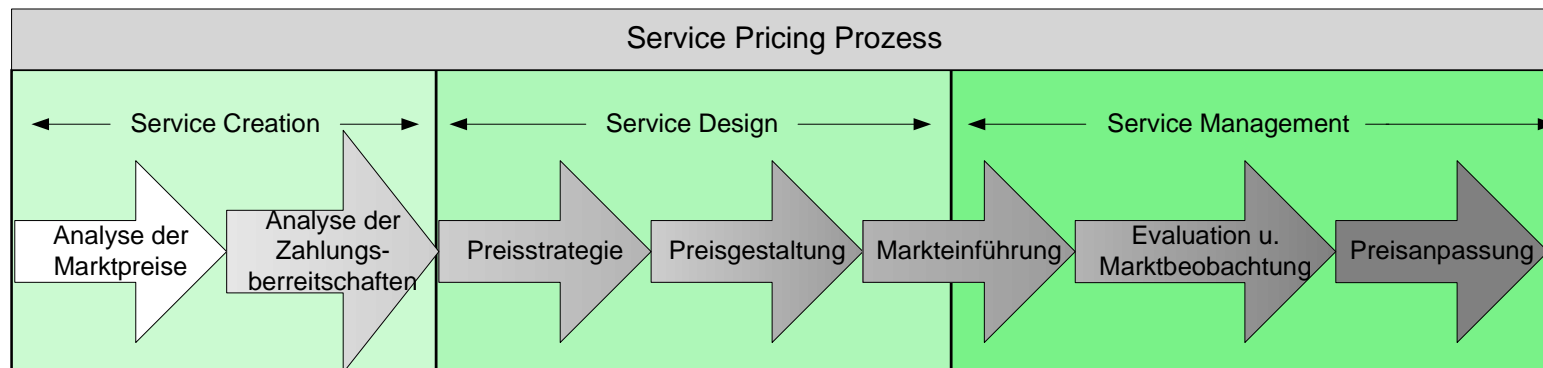 Service Pricing Prozess
Service Creation
Service Design
Service Management
Analyse der
Marktpreise
Analyse der
Zahlungs-
berreitschaften
Preisstrategie
Preisgestaltung
Markteinführung
Evaluation u.
Marktbeobachtung
Preisanpassung